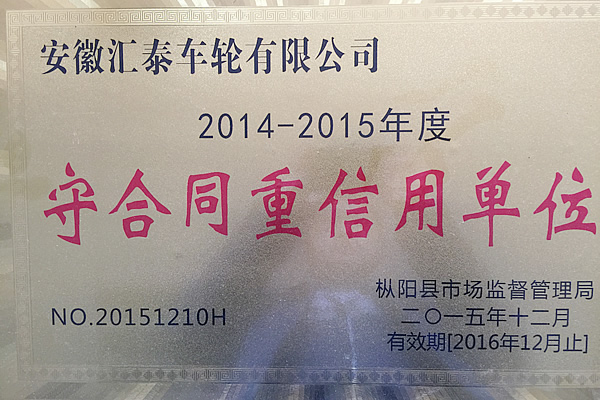 安徽汇泰车轮有限公司
2014-2015年度
守合同重信用单位
枞阳县市场监督管理局
NO.20151210H
二〇一五年十二月
有效期[2016年12月止]